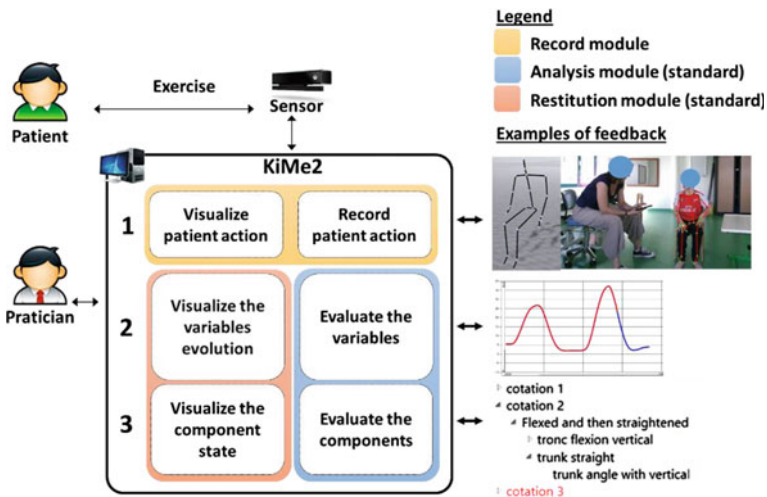 Legend
Record module
Analysis module (standard)
Restitution module (standard)
Exercise
Patient
Sensor
Examples of feedback
KiMe2
1
Visualize
patient action
Record
patient action
Pratician
2
Visualize the
variables
evolution
Evaluate the
variables
3
Visualize the
component
state
Evaluate the
components
cotation 1
cotation 2
Flexed and then straightened
tronc flexion vertical
trunk straight
trunk angle with vertical
cotation 3